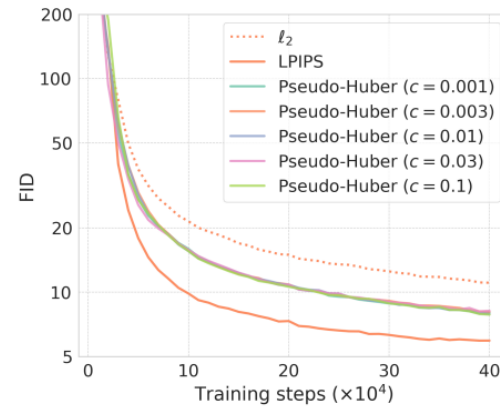 200
100
50
20
10
5
FID
ℓ₂
LPIPS
Pseudo-Huber (c = 0.001)
Pseudo-Huber (c = 0.003)
Pseudo-Huber (c = 0.01)
Pseudo-Huber (c = 0.03)
Pseudo-Huber (c = 0.1)
0 10 20 30 40
Training steps (×10⁴)